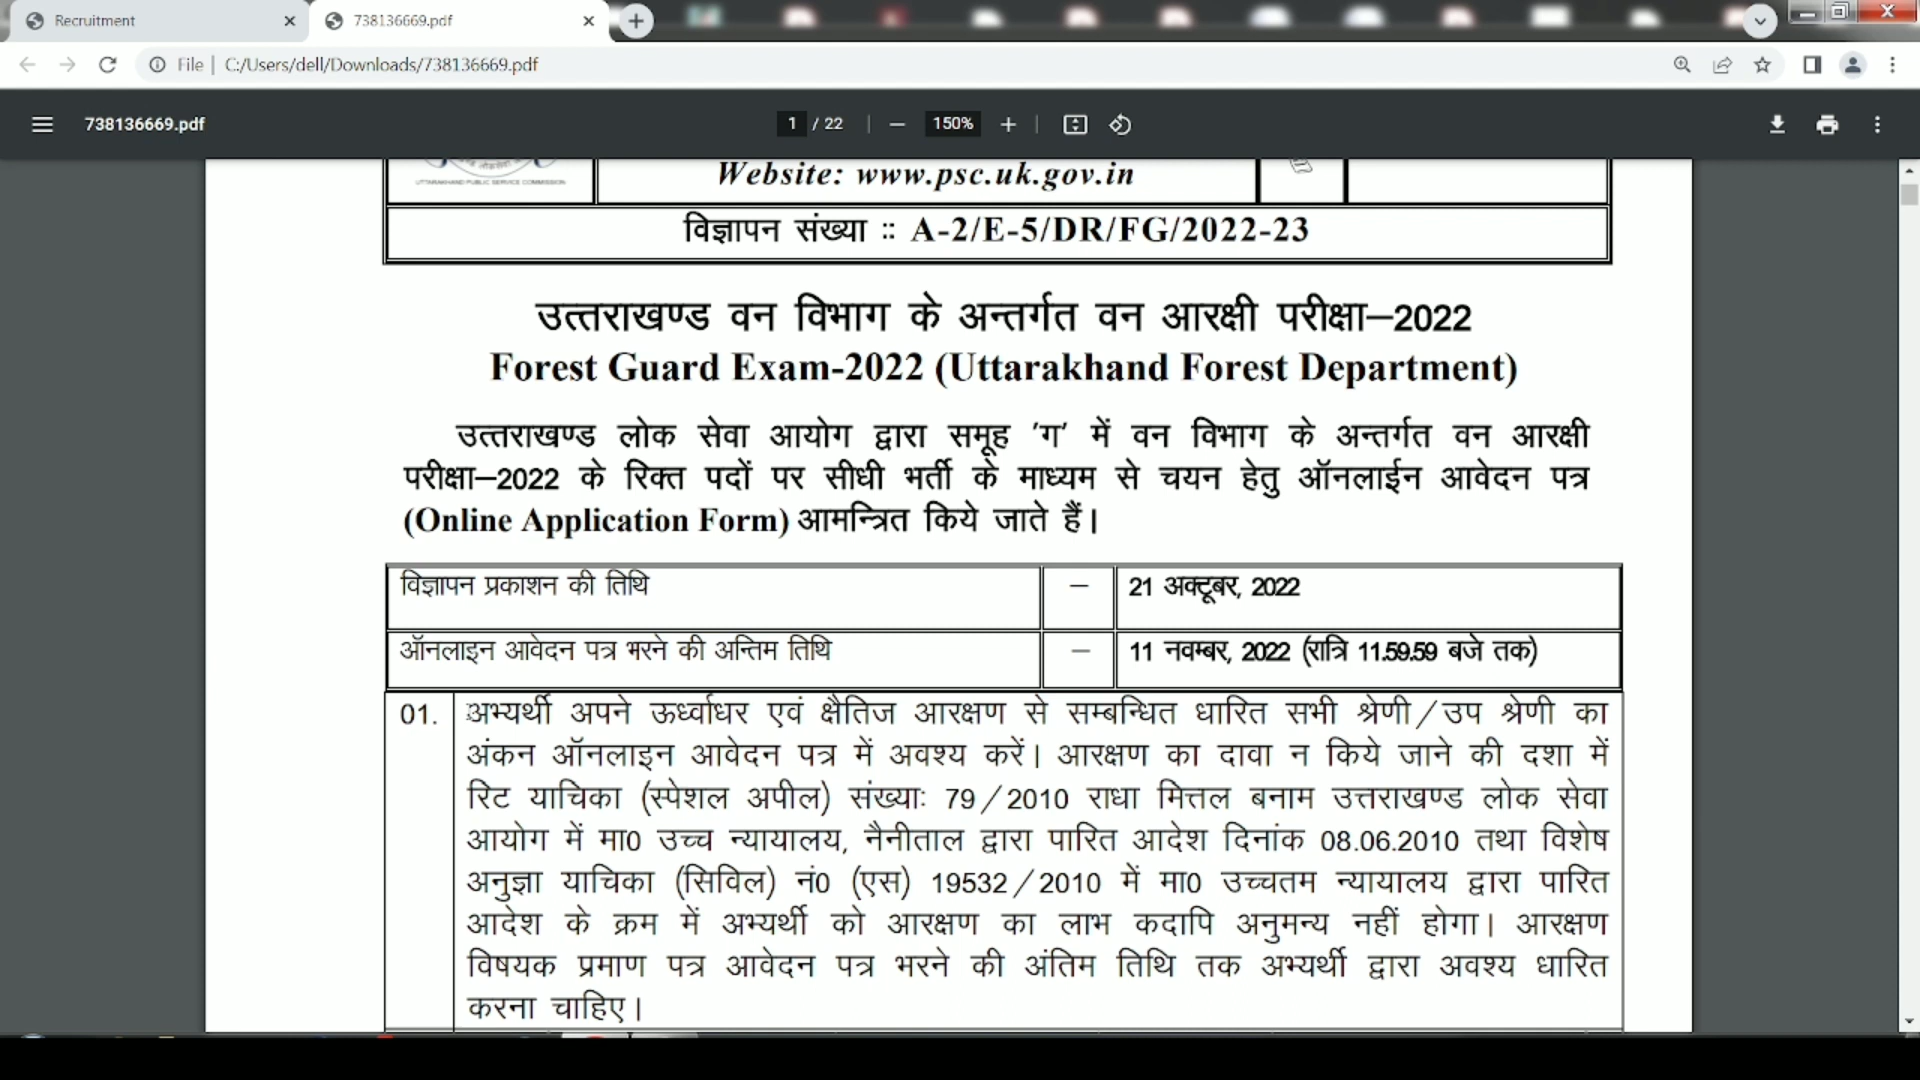 Recruitment
738136669.pdf
File | C:/Users/dell/Downloads/738136669.pdf
738136669.pdf
1 / 22
150%
UTTARAKHAND PUBLIC SERVICE COMMISSION
Website: www.psc.uk.gov.in
विज्ञापन संख्या :: A-2/E-5/DR/FG/2022-23
उत्तराखण्ड वन विभाग के अन्तर्गत वन आरक्षी परीक्षा–2022
Forest Guard Exam-2022 (Uttarakhand Forest Department)
उत्तराखण्ड लोक सेवा आयोग द्वारा समूह 'ग' में वन विभाग के अन्तर्गत वन आरक्षी
परीक्षा–2022 के रिक्त पदों पर सीधी भर्ती के माध्यम से चयन हेतु ऑनलाईन आवेदन पत्र
(Online Application Form) आमन्त्रित किये जाते हैं।
विज्ञापन प्रकाशन की तिथि – 21 अक्टूबर, 2022
ऑनलाइन आवेदन पत्र भरने की अन्तिम तिथि – 11 नवम्बर, 2022 (रात्रि 11.59.59 बजे तक)
01. अभ्यर्थी अपने ऊर्ध्वाधर एवं क्षैतिज आरक्षण से सम्बन्धित धारित सभी श्रेणी/उप श्रेणी का
अंकन ऑनलाइन आवेदन पत्र में अवश्य करें। आरक्षण का दावा न किये जाने की दशा में
रिट याचिका (स्पेशल अपील) संख्याः 79/2010 राधा मित्तल बनाम उत्तराखण्ड लोक सेवा
आयोग में मा0 उच्च न्यायालय, नैनीताल द्वारा पारित आदेश दिनांक 08.06.2010 तथा विशेष
अनुज्ञा याचिका (सिविल) नं0 (एस) 19532/2010 में मा0 उच्चतम न्यायालय द्वारा पारित
आदेश के क्रम में अभ्यर्थी को आरक्षण का लाभ कदापि अनुमन्य नहीं होगा। आरक्षण
विषयक प्रमाण पत्र आवेदन पत्र भरने की अंतिम तिथि तक अभ्यर्थी द्वारा अवश्य धारित
करना चाहिए।